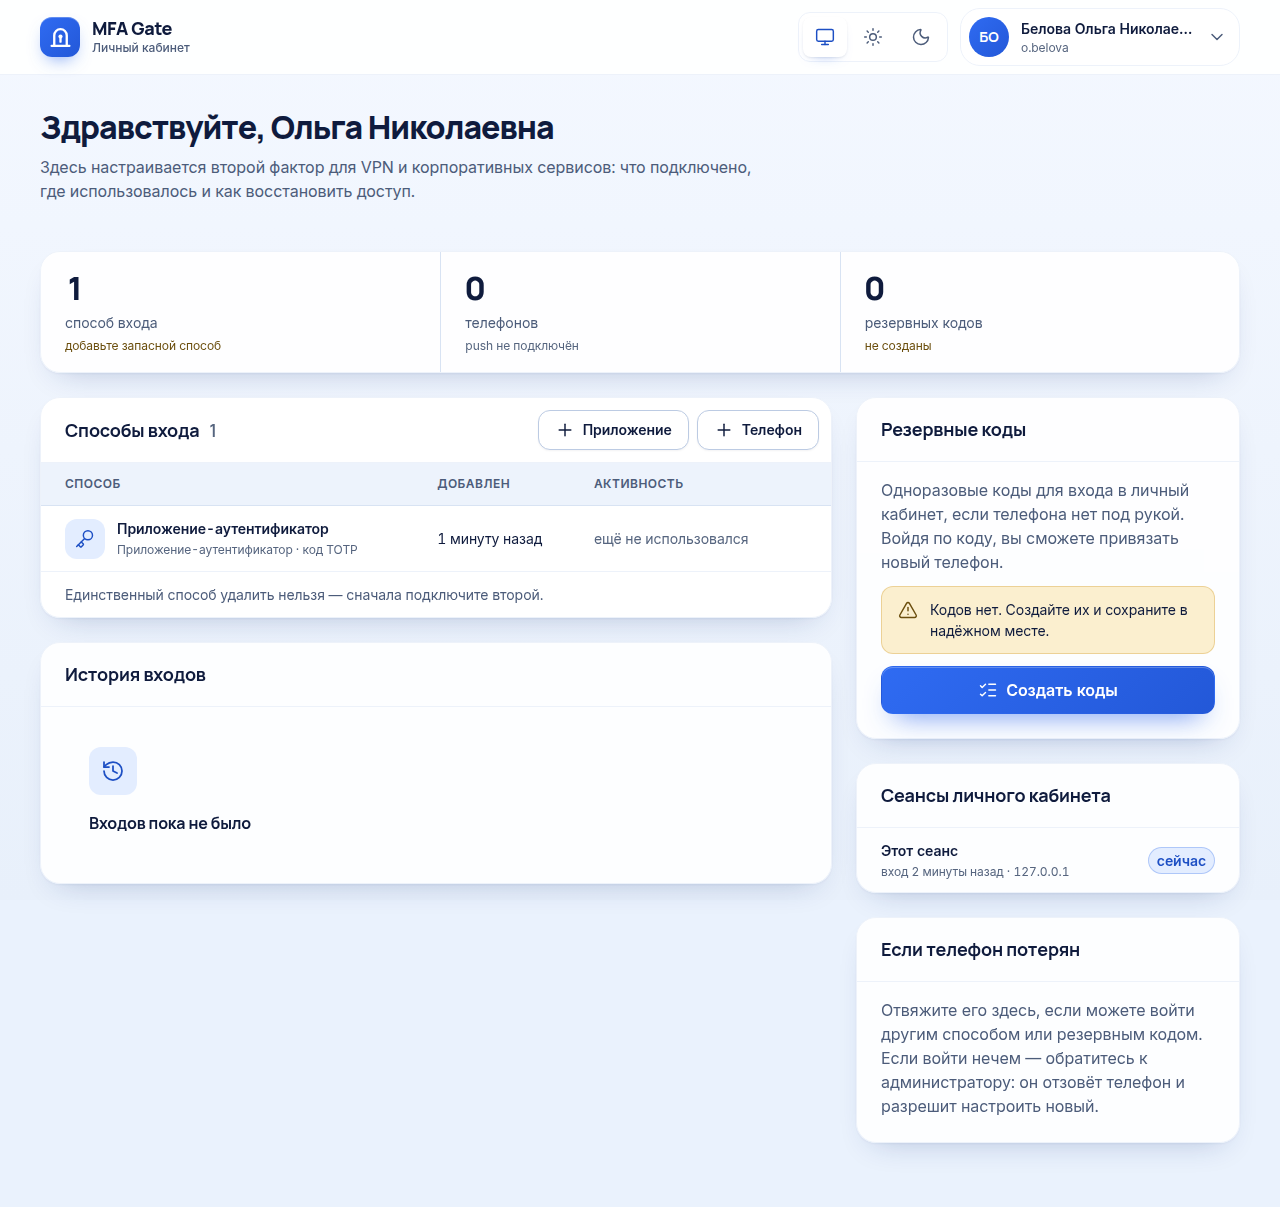 MFA Gate
Личный кабинет
БО
Белова Ольга Николае...
o.belova
Здравствуйте, Ольга Николаевна
Здесь настраивается второй фактор для VPN и корпоративных сервисов: что подключено,
где использовалось и как восстановить доступ.
1
способ входа
добавьте запасной способ
0
телефонов
push не подключён
0
резервных кодов
не созданы
Способы входа 1
Приложение
Телефон
СПОСОБ ДОБАВЛЕН АКТИВНОСТЬ
Приложение-аутентификатор
Приложение-аутентификатор · код TOTP
1 минуту назад
ещё не использовался
Единственный способ удалить нельзя — сначала подключите второй.
История входов
Входов пока не было
Резервные коды
Одноразовые коды для входа в личный
кабинет, если телефона нет под рукой.
Войдя по коду, вы сможете привязать
новый телефон.
Кодов нет. Создайте их и сохраните в
надёжном месте.
Создать коды
Сеансы личного кабинета
Этот сеанс
вход 2 минуты назад · 127.0.0.1
сейчас
Если телефон потерян
Отвяжите его здесь, если можете войти
другим способом или резервным кодом.
Если войти нечем — обратитесь к
администратору: он отзовёт телефон и
разрешит настроить новый.